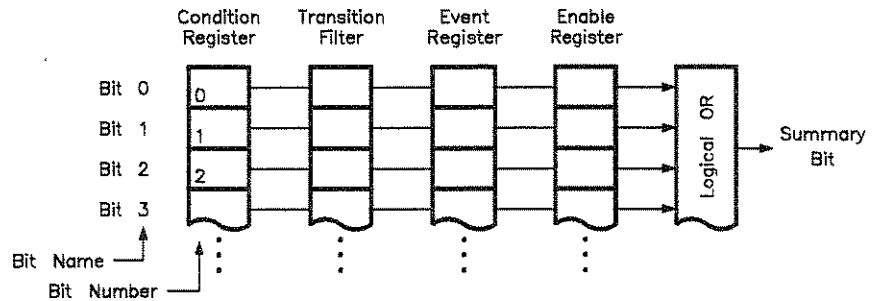 Condition Register
Transition Filter
Event Register
Enable Register
Bit 0
Bit 1
Bit 2
Bit 3
0
1
2
Logical OR
Summary Bit
Bit Name
Bit Number